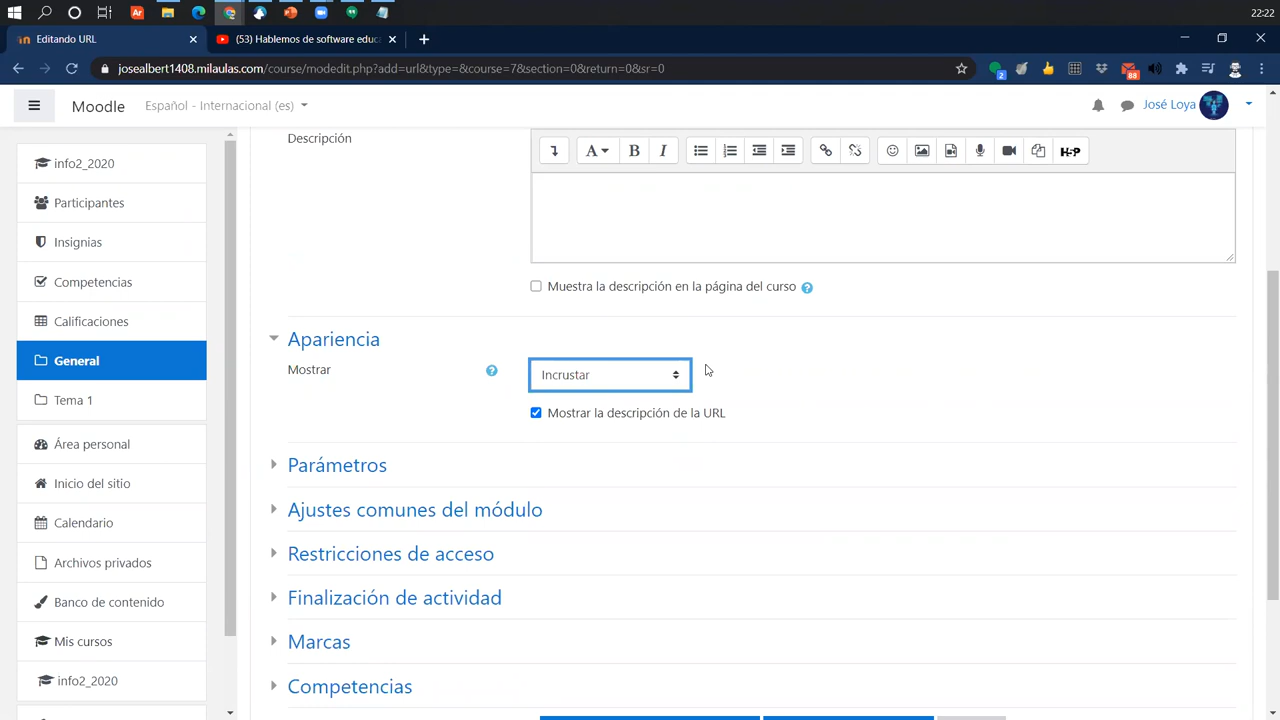 22:22
Editando URL
(53) Hablemos de software educa
josealbert1408.milaulas.com/course/modedit.php?add=url&type=&course=7&section=0&return=0&sr=0
2
88
Moodle
Español - Internacional (es)
José Loya
info2_2020
Participantes
Insignias
Competencias
Calificaciones
General
Tema 1
Área personal
Inicio del sitio
Calendario
Archivos privados
Banco de contenido
Mis cursos
info2_2020
Descripción
A
B
I
H-P
Muestra la descripción en la página del curso
Apariencia
Mostrar
Incrustar
Mostrar la descripción de la URL
Parámetros
Ajustes comunes del módulo
Restricciones de acceso
Finalización de actividad
Marcas
Competencias